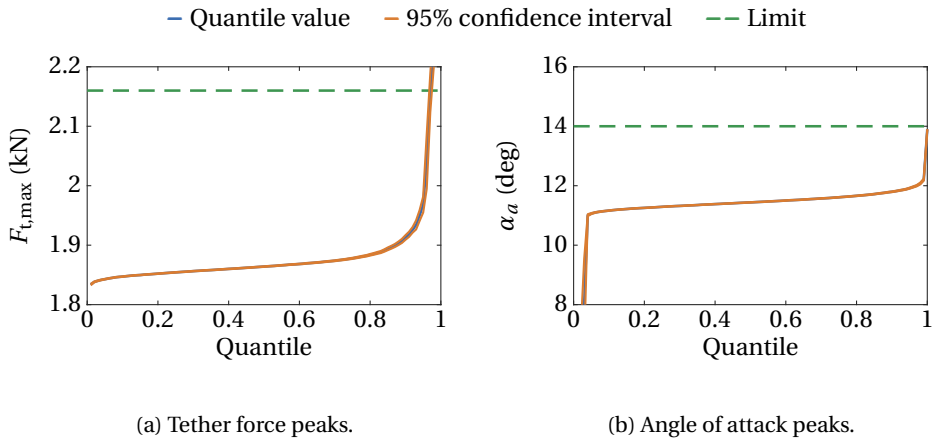 Quantile value 95% confidence interval Limit
2.2
2.1
2
1.9
1.8
F_t,max (kN)
0 0.2 0.4 0.6 0.8 1
Quantile
(a) Tether force peaks.
16
14
12
10
8
α_a (deg)
0 0.2 0.4 0.6 0.8 1
Quantile
(b) Angle of attack peaks.